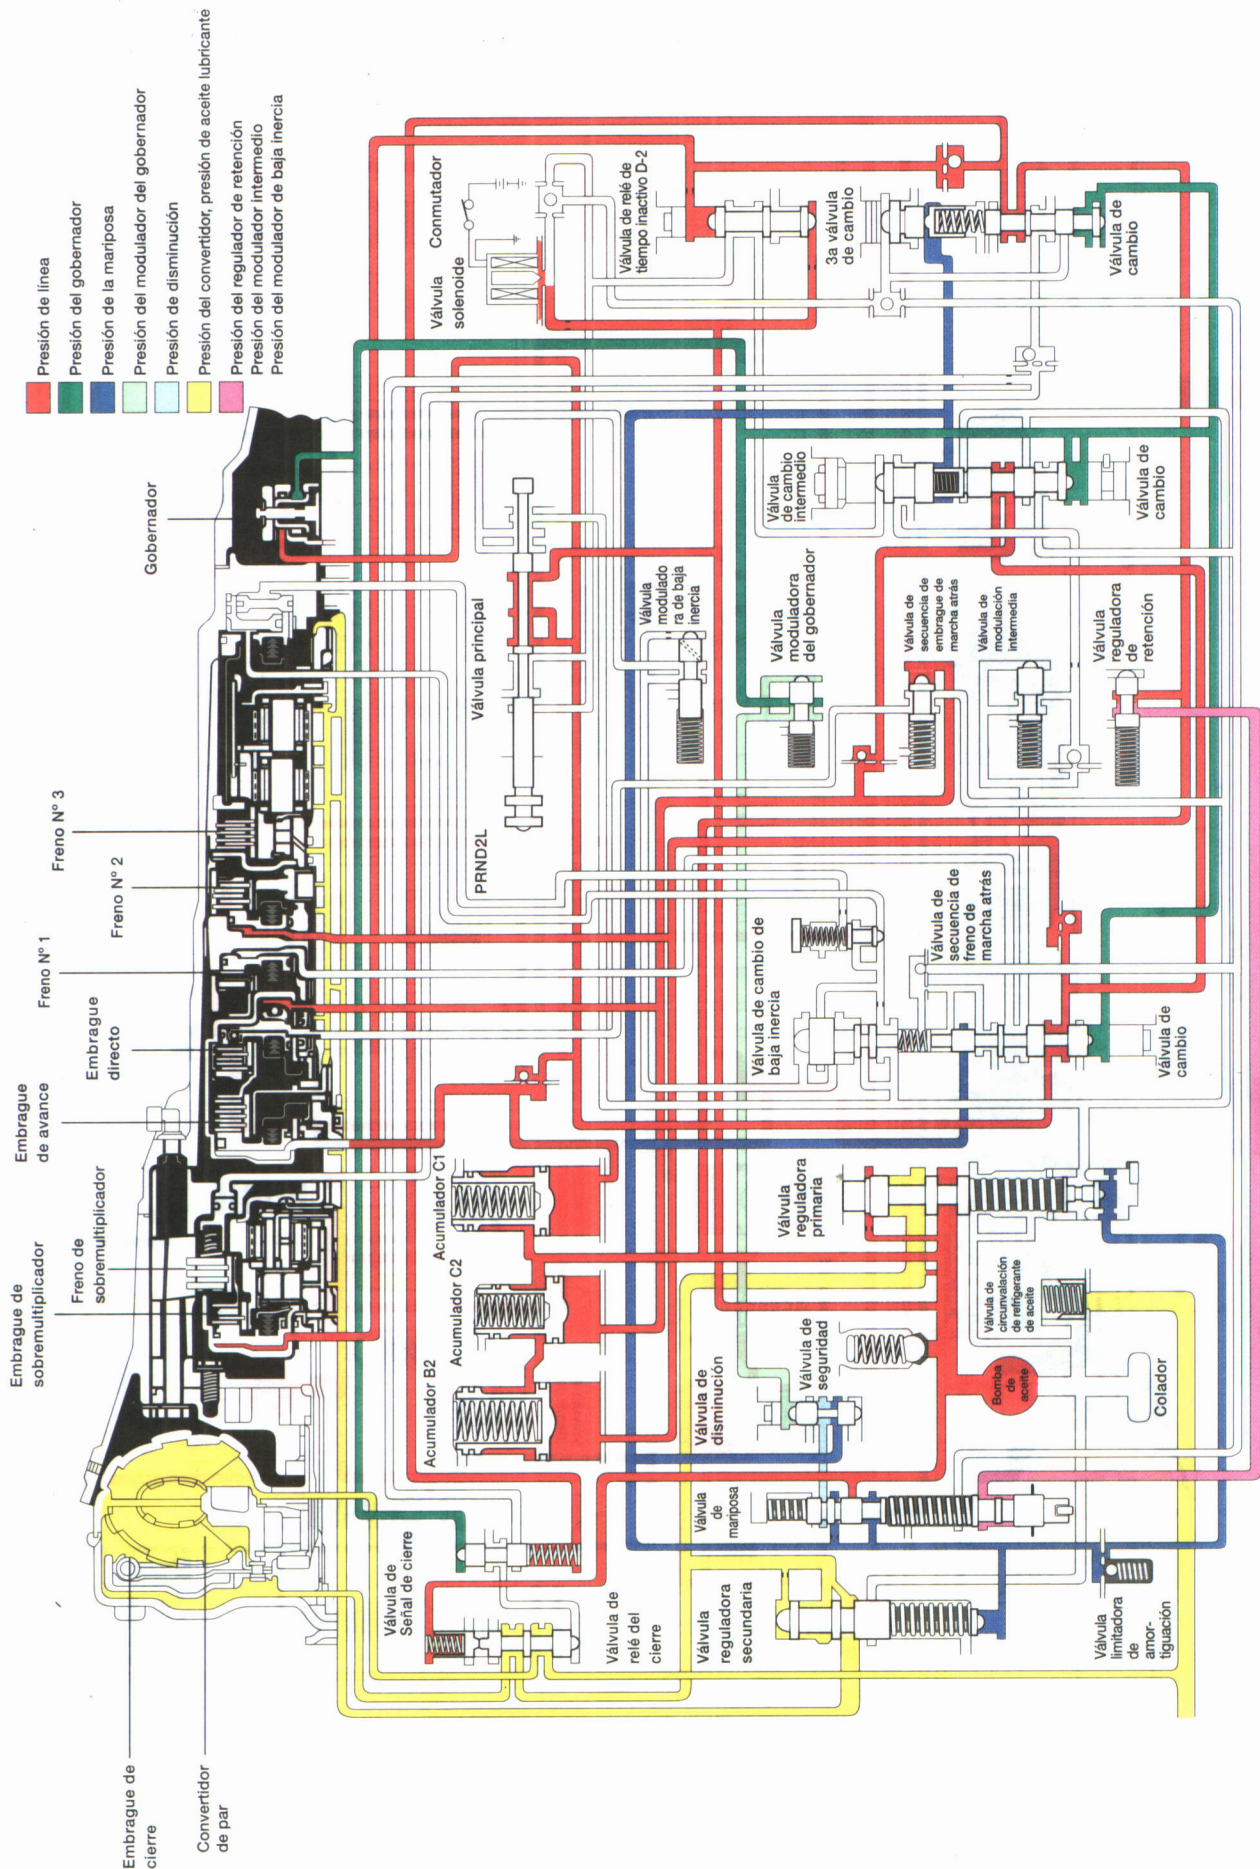 Presión de línea
Presión del gobernador
Presión de la mariposa
Presión del modulador del gobernador
Presión de disminución
Presión del convertidor, presión de aceite lubricante
Presión del regulador de retención
Presión del modulador intermedio
Presión del modulador de baja inercia
Embrague de
cierre
Convertidor
de par
Embrague de
sobremultiplicador
Freno de
sobremultiplicador
Embrague
de avance
Embrague
directo
Freno Nº 1
Freno Nº 2
Freno Nº 3
Gobernador
Válvula de
Señal de cierre
Válvula de
relé del
cierre
Acumulador B2
Acumulador C2
Acumulador C1
PRND2L
Válvula principal
Válvula
solenoide
Conmutador
Válvula de relé de
tiempo inactivo D-2
Válvula
modulado
ra de baja
inercia
Válvula
moduladora
del gobernador
Válvula de
secuencia de
embrague de
marcha atrás
Válvula de
modulación
intermedia
Válvula
reguladora
de
retención
Válvula
de cambio
intermedio
Válvula de
cambio
3a válvula
de cambio
Válvula de
cambio
Válvula de cambio de
baja inercia
Válvula de
secuencia de
freno de
marcha atrás
Válvula de
cambio
Válvula
reguladora
primaria
Válvula de
circunvalación
de refrigerante
de aceite
Válvula de
seguridad
Válvula de
disminución
Bomba
de
aceite
Colador
Válvula
de
mariposa
Válvula
reguladora
secundaria
Válvula
limitadora
de
amor-
tiguación